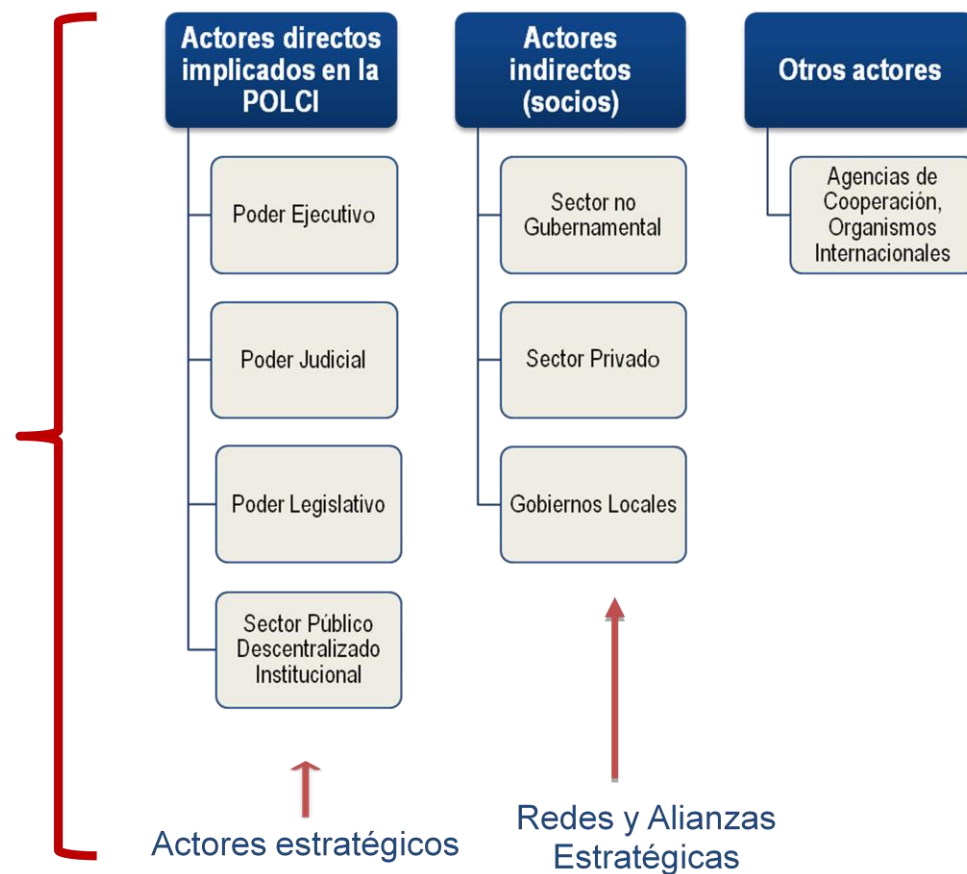 Actores directos
implicados en la
POLCI
Poder Ejecutivo
Poder Judicial
Poder Legislativo
Sector Público
Descentralizado
Institucional
Actores estratégicos
Actores
indirectos
(socios)
Sector no
Gubernamental
Sector Privado
Gobiernos Locales
Redes y Alianzas
Estratégicas
Otros actores
Agencias de
Cooperación,
Organismos
Internacionales